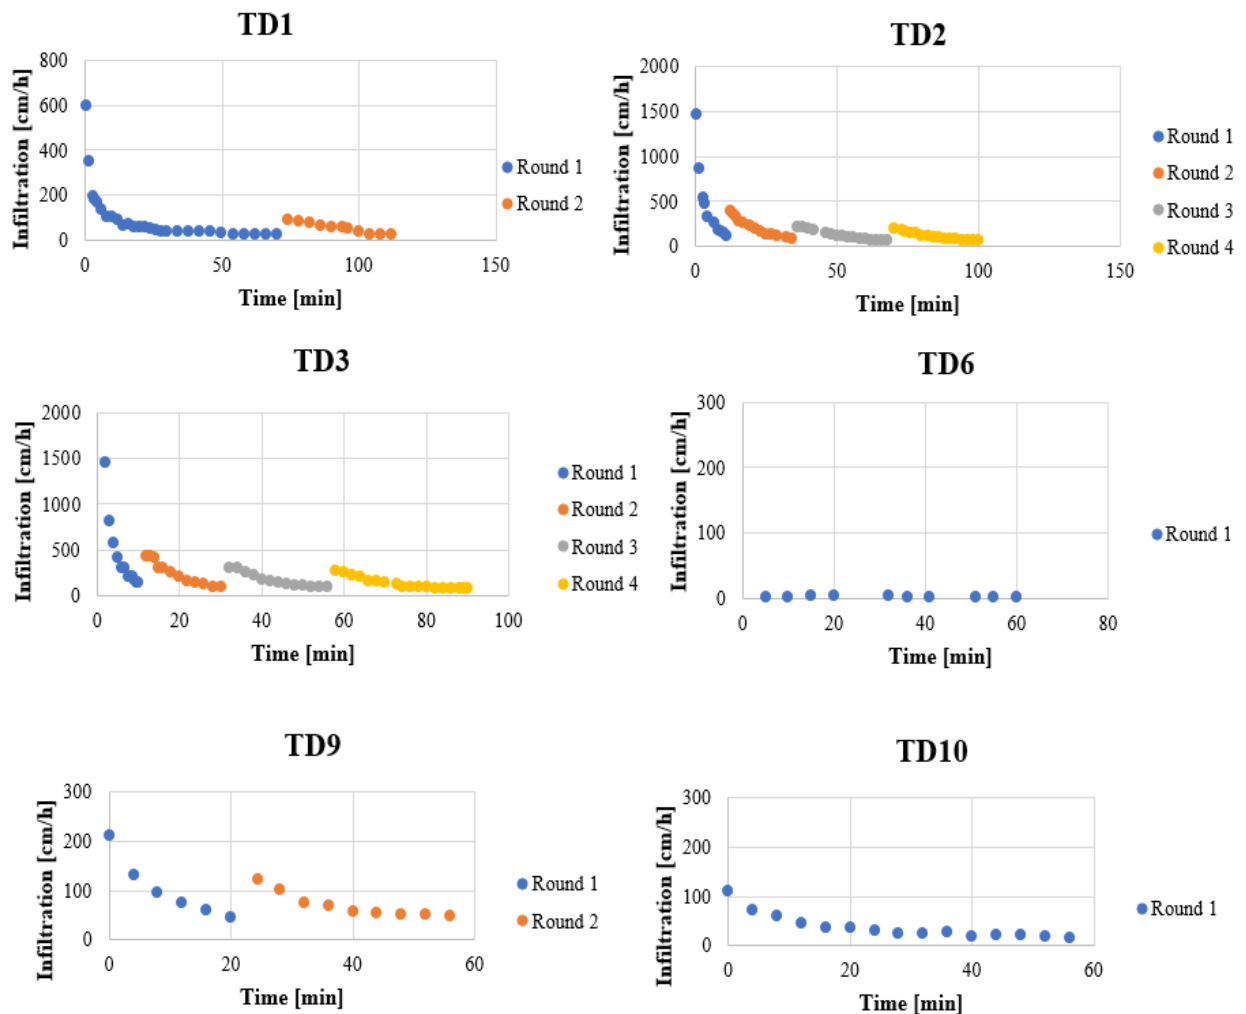 TD1
Infiltration [cm/h]
800
600
400
200
0
0 50 100 150
Time [min]
Round 1
Round 2
TD2
Infiltration [cm/h]
2000
1500
1000
500
0
0 50 100 150
Time [min]
Round 1
Round 2
Round 3
Round 4
TD3
Infiltration [cm/h]
2000
1500
1000
500
0
0 20 40 60 80 100
Time [min]
Round 1
Round 2
Round 3
Round 4
TD6
Infiltration [cm/h]
300
200
100
0
0 20 40 60 80
Time [min]
Round 1
TD9
Infiltration [cm/h]
300
200
100
0
0 20 40 60
Time [min]
Round 1
Round 2
TD10
Infiltration [cm/h]
300
200
100
0
0 20 40 60
Time [min]
Round 1